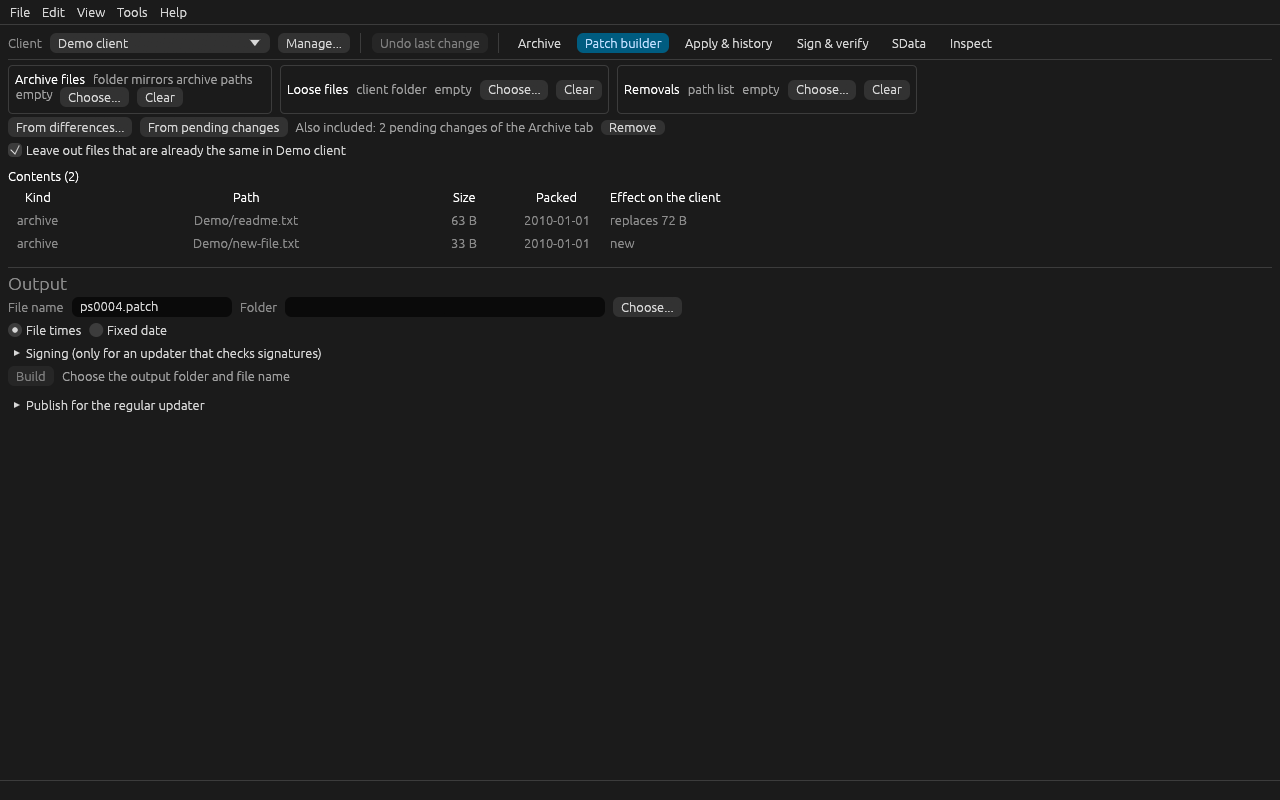 File Edit View Tools Help
Client Demo client Manage... Undo last change Archive Patch builder Apply & history Sign & verify SData Inspect
Archive files folder mirrors archive paths
empty Choose... Clear
Loose files client folder empty Choose... Clear
Removals path list empty Choose... Clear
From differences... From pending changes Also included: 2 pending changes of the Archive tab Remove
Leave out files that are already the same in Demo client
Contents (2)
Kind Path Size Packed Effect on the client
archive Demo/readme.txt 63 B 2010-01-01 replaces 72 B
archive Demo/new-file.txt 33 B 2010-01-01 new
Output
File name ps0004.patch Folder Choose...
File times Fixed date
Signing (only for an updater that checks signatures)
Build Choose the output folder and file name
Publish for the regular updater